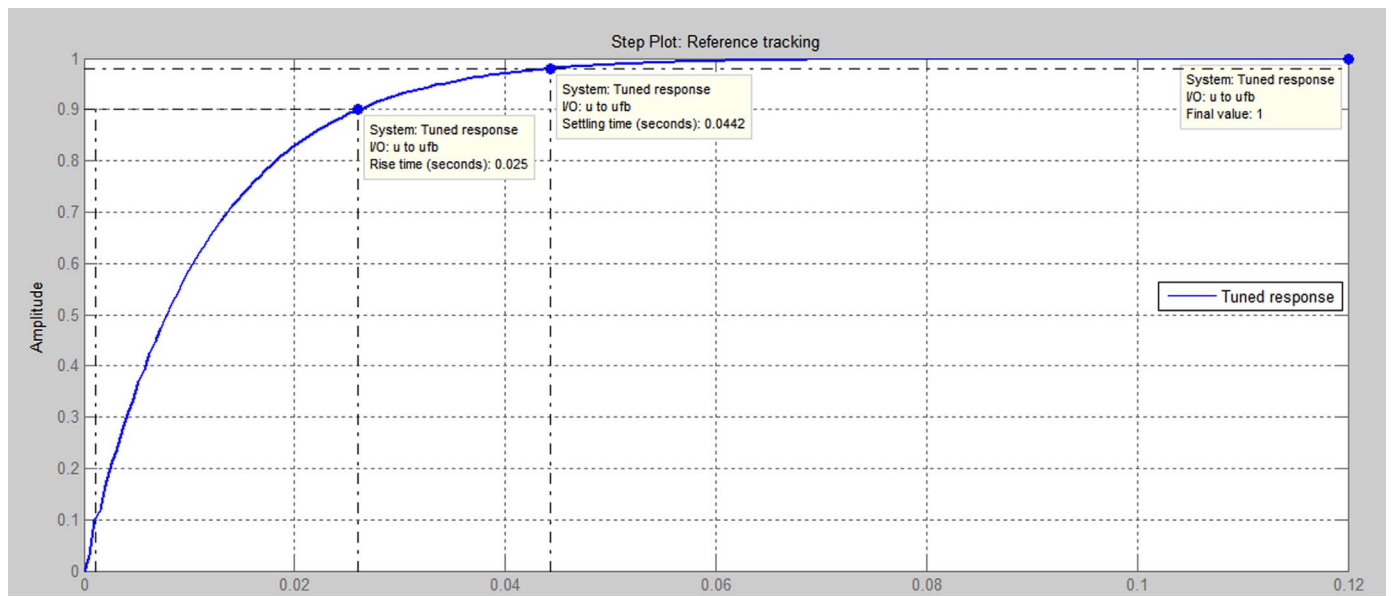 Step Plot: Reference tracking
1
0.9
0.8
0.7
0.6
0.5
0.4
0.3
0.2
0.1
0
Amplitude
System: Tuned response
I/O: u to ufb
Rise time (seconds): 0.025
System: Tuned response
I/O: u to ufb
Settling time (seconds): 0.0442
System: Tuned response
I/O: u to ufb
Final value: 1
Tuned response
0
0.02
0.04
0.06
0.08
0.1
0.12